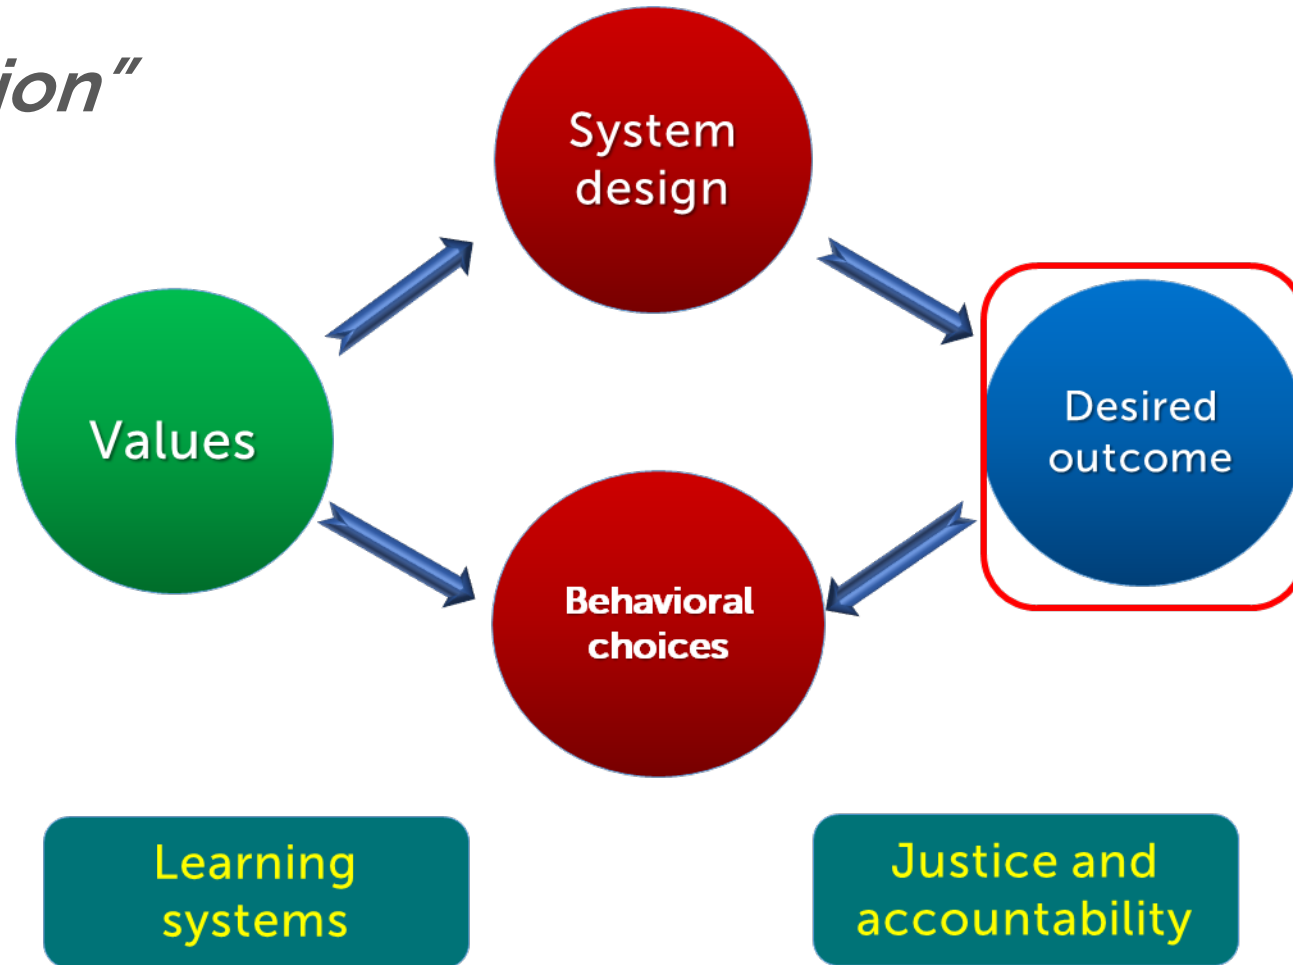 ion”
System
design
Values
Desired
outcome
Behavioral
choices
Learning
systems
Justice and
accountability